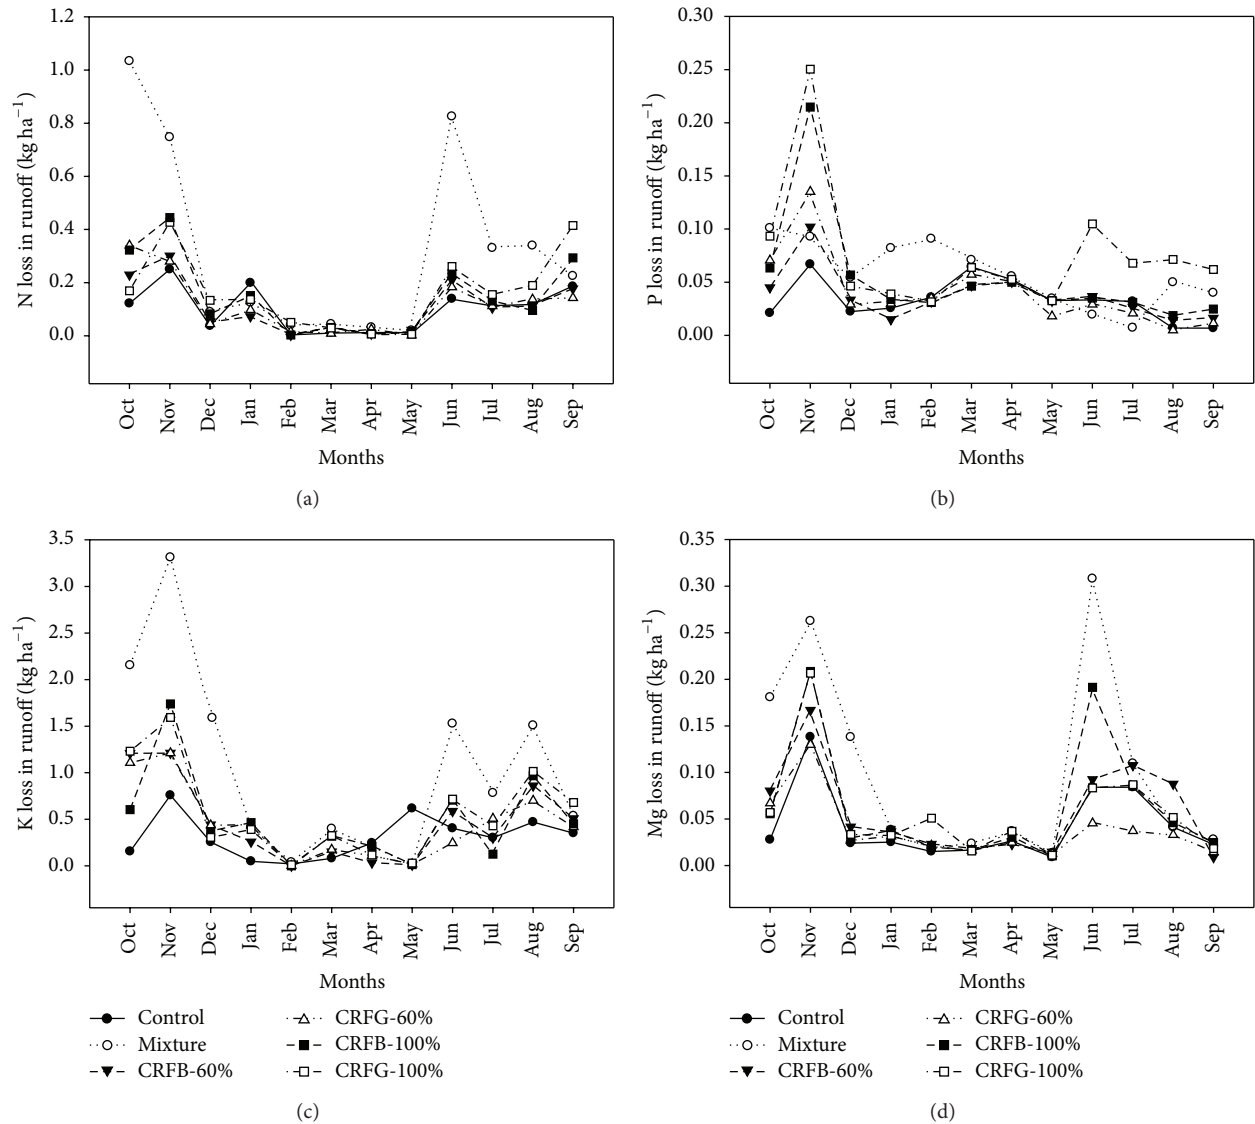 1.2
1.0
0.8
0.6
0.4
0.2
0.0
N loss in runoff (kg ha−1)
Oct Nov Dec Jan Feb Mar Apr May Jun Jul Aug Sep
Months
(a)
0.30
0.25
0.20
0.15
0.10
0.05
0.00
P loss in runoff (kg ha−1)
Oct Nov Dec Jan Feb Mar Apr May Jun Jul Aug Sep
Months
(b)
3.5
3.0
2.5
2.0
1.5
1.0
0.5
0.0
K loss in runoff (kg ha−1)
Oct Nov Dec Jan Feb Mar Apr May Jun Jul Aug Sep
Months
Control
Mixture
CRFB-60%
CRFG-60%
CRFB-100%
CRFG-100%
(c)
0.35
0.30
0.25
0.20
0.15
0.10
0.05
0.00
Mg loss in runoff (kg ha−1)
Oct Nov Dec Jan Feb Mar Apr May Jun Jul Aug Sep
Months
Control
Mixture
CRFB-60%
CRFG-60%
CRFB-100%
CRFG-100%
(d)